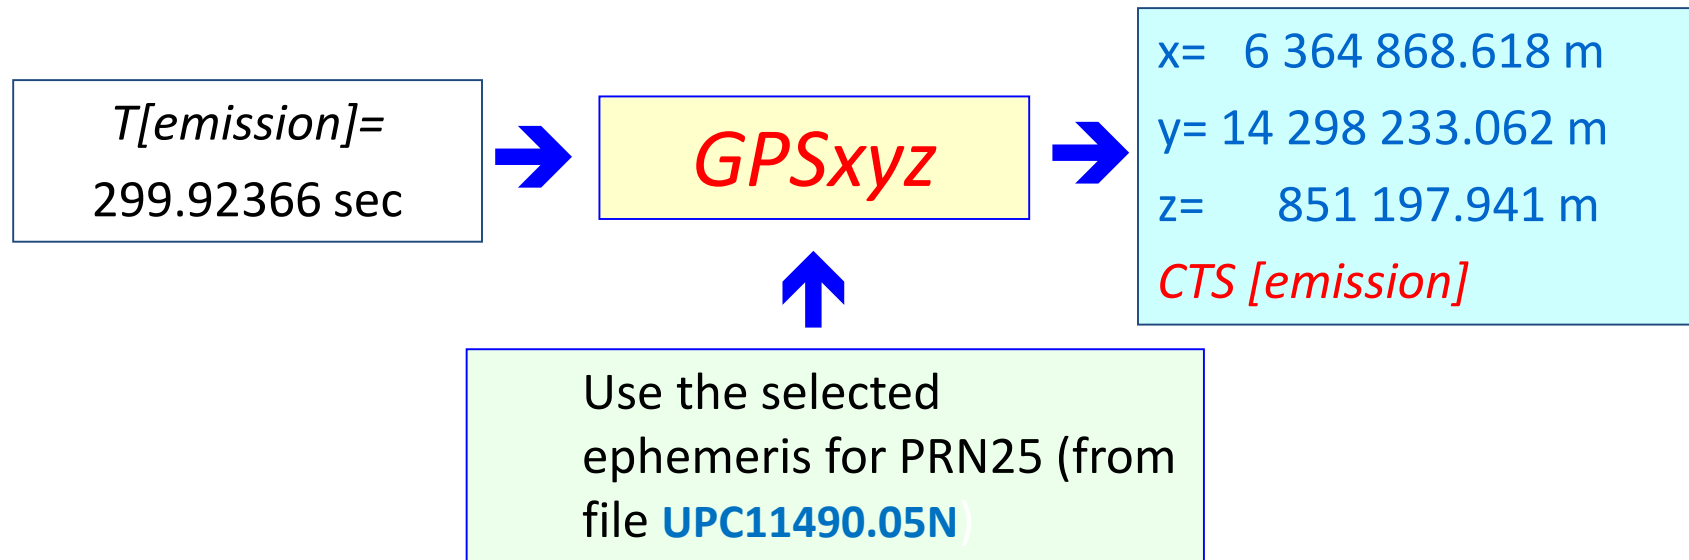 T[emission]=
299.92366 sec
GPSxyz
x= 6 364 868.618 m
y= 14 298 233.062 m
z= 851 197.941 m
CTS [emission]
Use the selected
ephemeris for PRN25 (from
file UPC11490.05N)